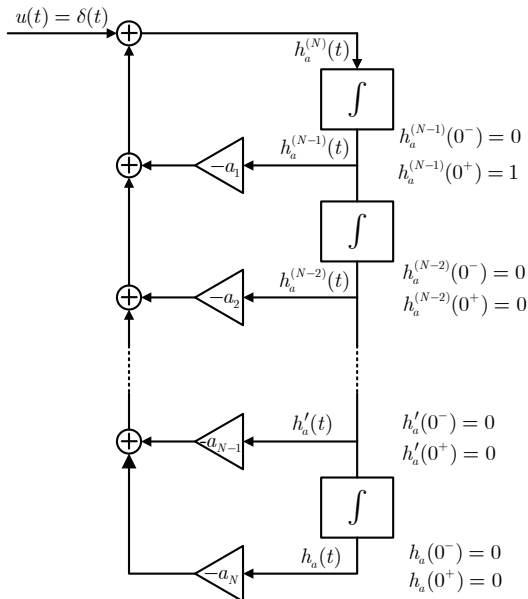 u(t) = δ(t)
h_a^{(N)}(t)
∫
h_a^{(N-1)}(t)
h_a^{(N-1)}(0^-) = 0
h_a^{(N-1)}(0^+) = 1
-a_1
∫
h_a^{(N-2)}(t)
h_a^{(N-2)}(0^-) = 0
h_a^{(N-2)}(0^+) = 0
-a_2
h_a'(t)
h_a'(0^-) = 0
h_a'(0^+) = 0
-a_{N-1}
∫
h_a(t)
h_a(0^-) = 0
h_a(0^+) = 0
-a_N